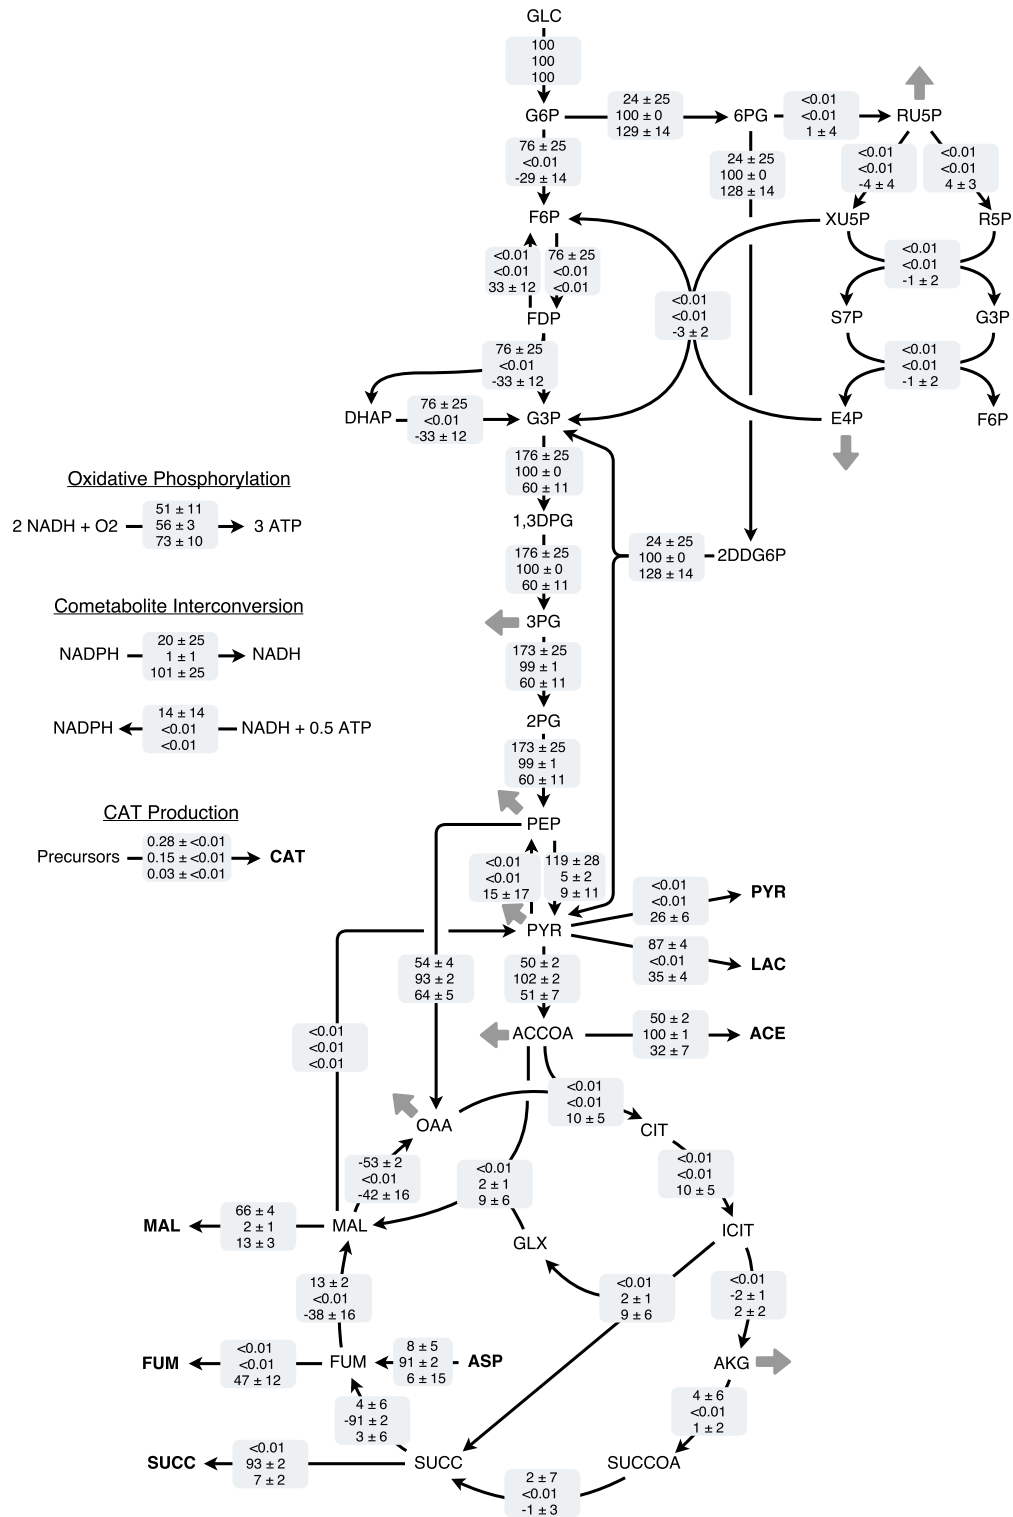 GLC
100
100
100
G6P
24 ± 25
100 ± 0
129 ± 14
6PG
<0.01
<0.01
1 ± 4
RU5P
76 ± 25
<0.01
-29 ± 14
24 ± 25
100 ± 0
128 ± 14
<0.01
<0.01
-4 ± 4
<0.01
<0.01
4 ± 3
F6P
XU5P
R5P
<0.01
<0.01
33 ± 12
76 ± 25
<0.01
<0.01
<0.01
<0.01
-1 ± 2
FDP
<0.01
<0.01
-3 ± 2
S7P
G3P
76 ± 25
<0.01
-33 ± 12
<0.01
<0.01
-1 ± 2
DHAP
76 ± 25
<0.01
-33 ± 12
G3P
E4P
F6P
176 ± 25
100 ± 0
60 ± 11
Oxidative Phosphorylation
2 NADH + O2
51 ± 11
56 ± 3
73 ± 10
3 ATP
1,3DPG
176 ± 25
100 ± 0
60 ± 11
24 ± 25
100 ± 0
128 ± 14
2DDG6P
Cometabolite Interconversion
3PG
NADPH
20 ± 25
1 ± 1
101 ± 25
NADH
173 ± 25
99 ± 1
60 ± 11
NADPH
14 ± 14
<0.01
<0.01
NADH + 0.5 ATP
2PG
173 ± 25
99 ± 1
60 ± 11
CAT Production
PEP
Precursors
0.28 ± <0.01
0.15 ± <0.01
0.03 ± <0.01
CAT
<0.01
<0.01
15 ± 17
119 ± 28
5 ± 2
9 ± 11
<0.01
<0.01
26 ± 6
PYR
PYR
87 ± 4
<0.01
35 ± 4
LAC
54 ± 4
93 ± 2
64 ± 5
50 ± 2
102 ± 2
51 ± 7
<0.01
<0.01
<0.01
ACCOA
50 ± 2
100 ± 1
32 ± 7
ACE
<0.01
<0.01
10 ± 5
OAA
CIT
-53 ± 2
<0.01
-42 ± 16
<0.01
2 ± 1
9 ± 6
<0.01
<0.01
10 ± 5
MAL
66 ± 4
2 ± 1
13 ± 3
MAL
GLX
ICIT
13 ± 2
<0.01
-38 ± 16
<0.01
2 ± 1
9 ± 6
<0.01
-2 ± 1
2 ± 2
FUM
<0.01
<0.01
47 ± 12
FUM
8 ± 5
91 ± 2
6 ± 15
ASP
AKG
4 ± 6
-91 ± 2
3 ± 6
4 ± 6
<0.01
1 ± 2
SUCC
<0.01
93 ± 2
7 ± 2
SUCC
SUCCOA
2 ± 7
<0.01
-1 ± 3